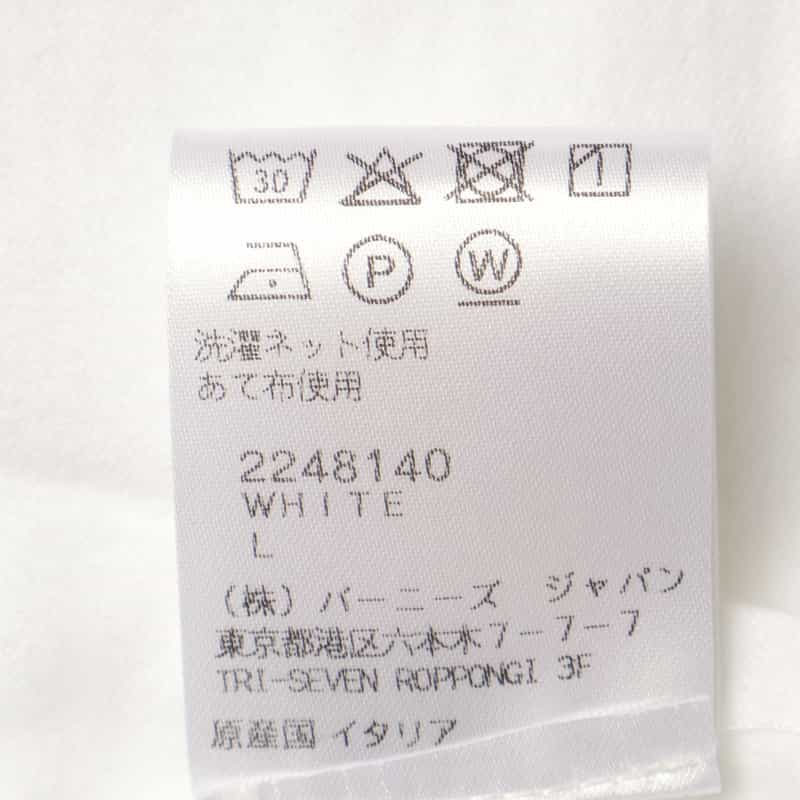 30
P W
洗濯ネット使用
あて布使用
2248140
WHITE
L
(株) バーニーズ ジャパン
東京都港区六本木7-7-7
TRI-SEVEN ROPPONGI 3F
原産国 イタリア